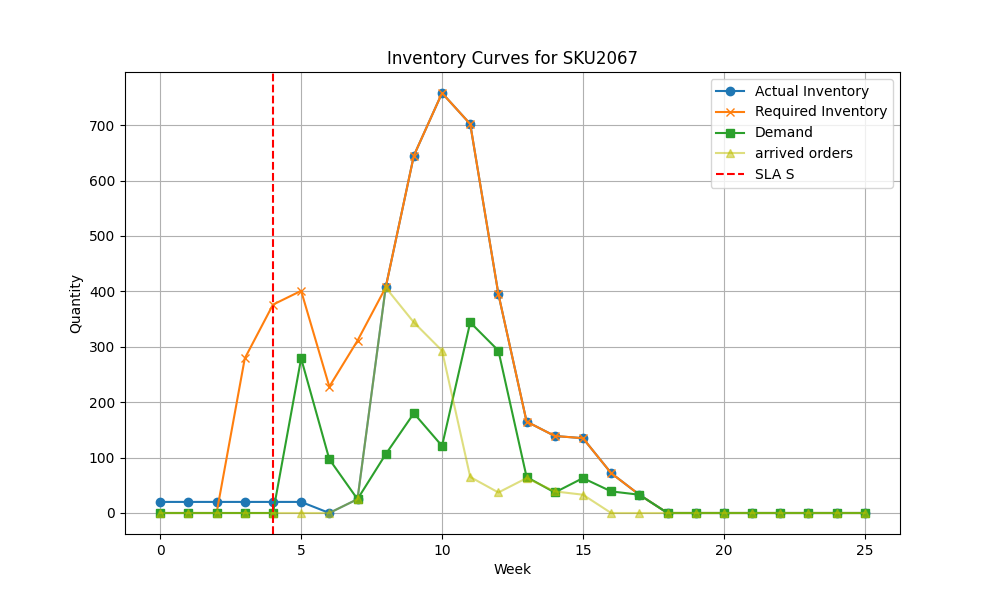 Inventory Curves for SKU2067
Actual Inventory
Required Inventory
Demand
arrived orders
SLA S
Quantity
700
600
500
400
300
200
100
0
0 5 10 15 20 25
Week